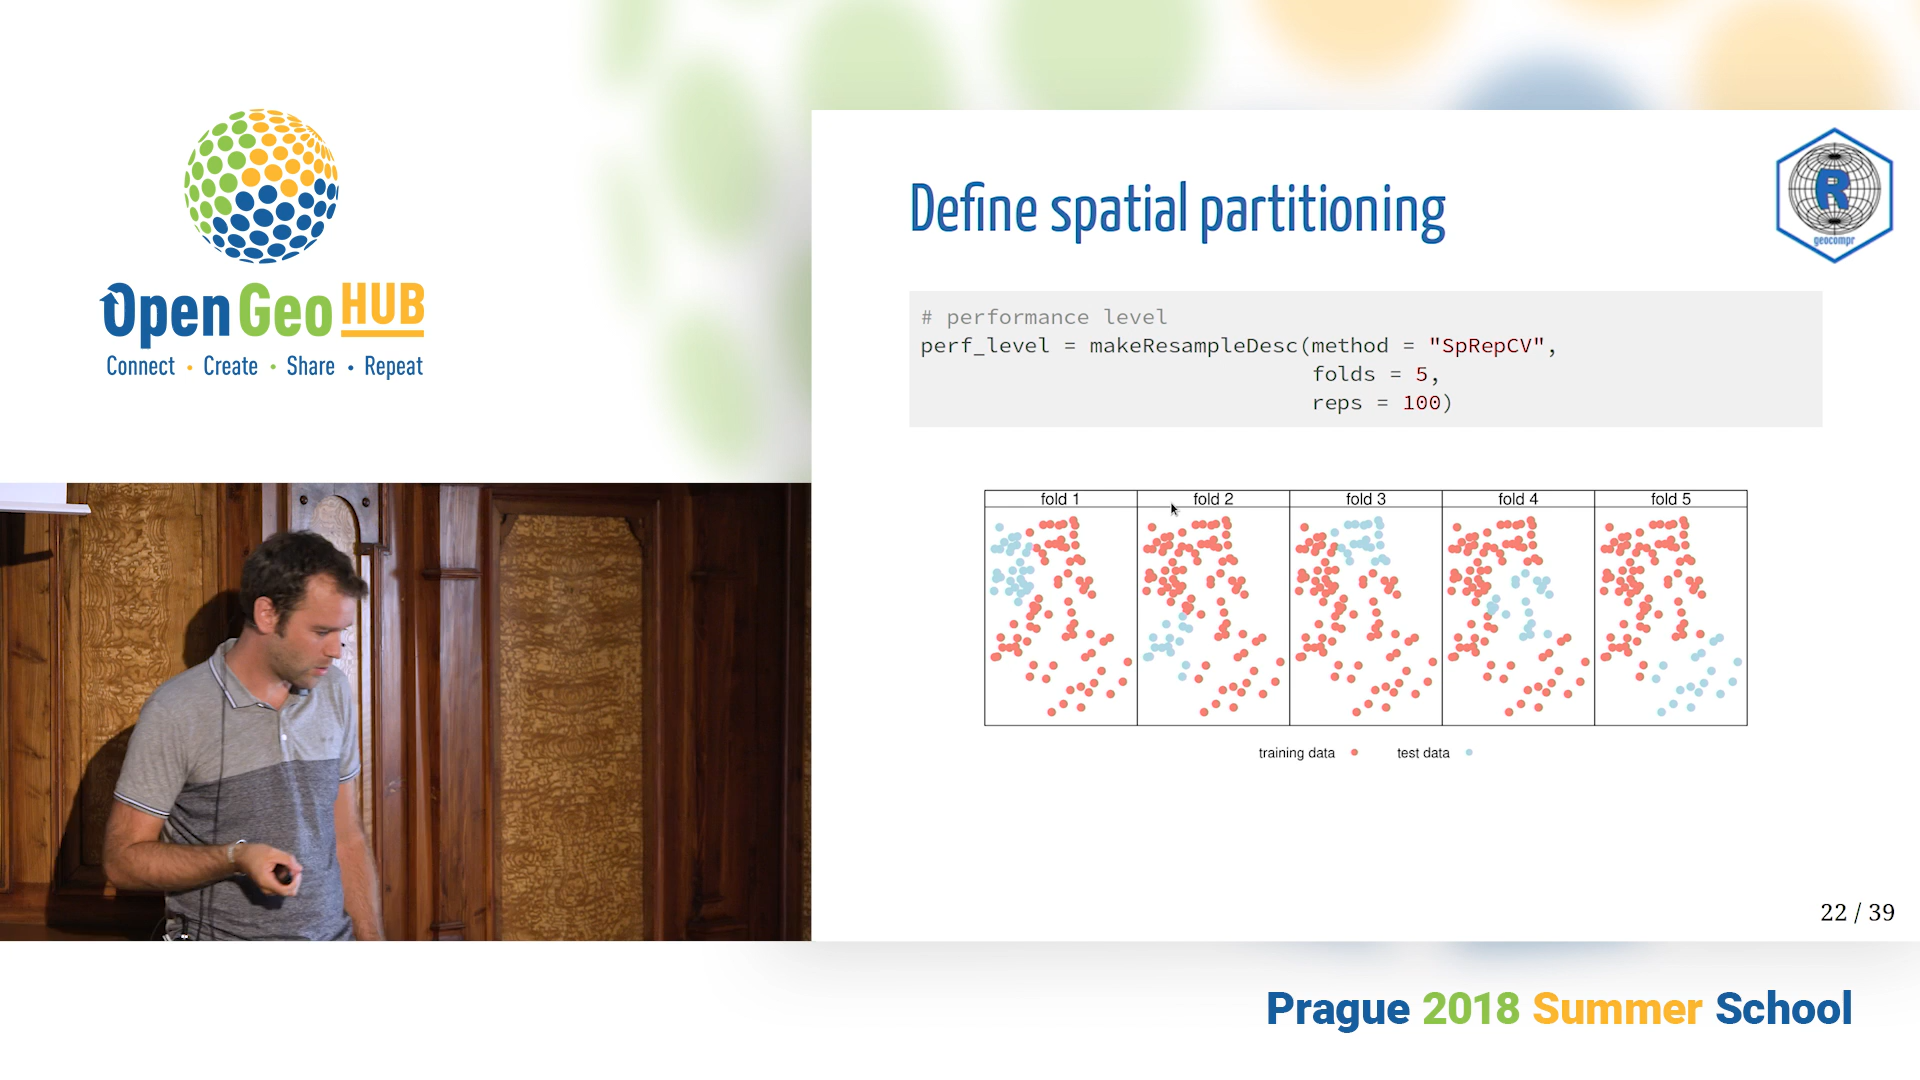 Open Geo HUB
Connect • Create • Share • Repeat
Define spatial partitioning
R
geocompr
# performance level
perf_level = makeResampleDesc(method = "SpRepCV",
folds = 5,
reps = 100)
fold 1 fold 2 fold 3 fold 4 fold 5
training data test data
22 / 39
Prague 2018 Summer School